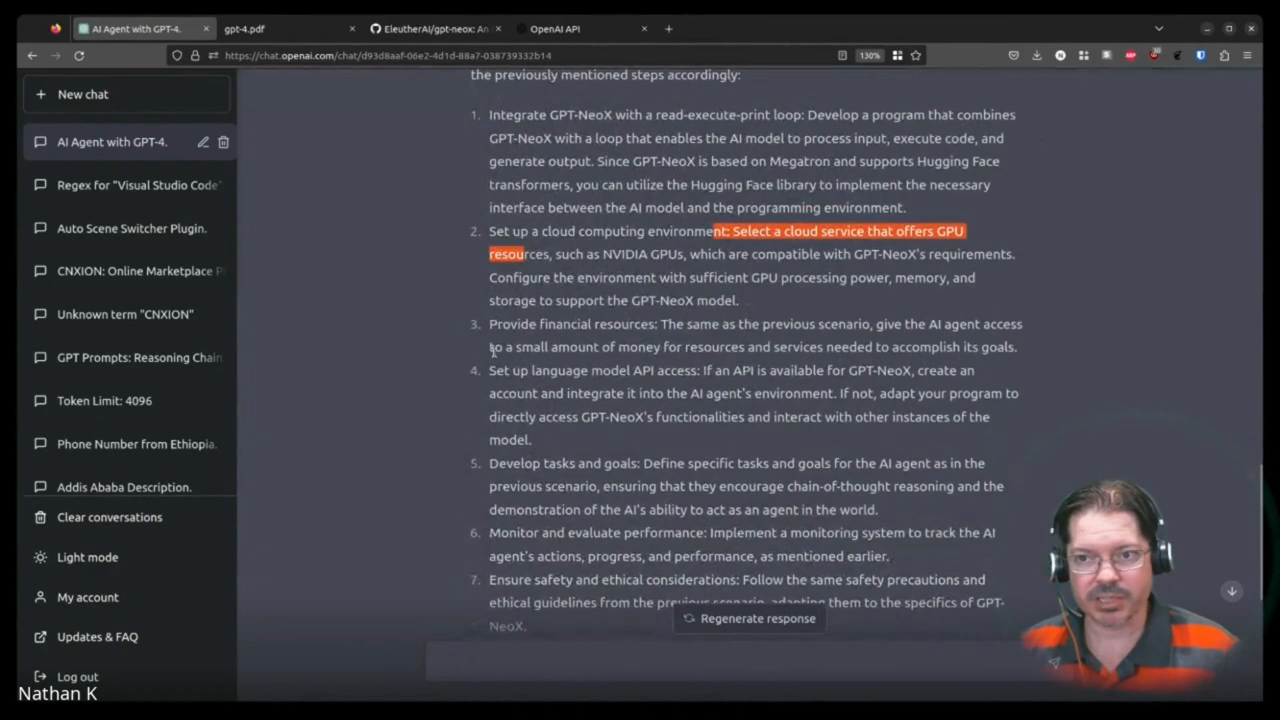 AI Agent with GPT-4.
gpt-4.pdf
EleutherAI/gpt-neox: An
OpenAI API
https://chat.openai.com/chat/d93d8aaf-06e2-4d1d-88a7-038739332b14
130%
New chat
AI Agent with GPT-4.
Regex for "Visual Studio Code"
Auto Scene Switcher Plugin.
CNXION: Online Marketplace P
Unknown term "CNXION"
GPT Prompts: Reasoning Chain
Token Limit: 4096
Phone Number from Ethiopia.
Addis Ababa Description.
Clear conversations
Light mode
My account
Updates & FAQ
Log out
the previously mentioned steps accordingly:
1. Integrate GPT-NeoX with a read-execute-print loop: Develop a program that combines
GPT-NeoX with a loop that enables the AI model to process input, execute code, and
generate output. Since GPT-NeoX is based on Megatron and supports Hugging Face
transformers, you can utilize the Hugging Face library to implement the necessary
interface between the AI model and the programming environment.
2. Set up a cloud computing environment: Select a cloud service that offers GPU
resources, such as NVIDIA GPUs, which are compatible with GPT-NeoX's requirements.
Configure the environment with sufficient GPU processing power, memory, and
storage to support the GPT-NeoX model.
3. Provide financial resources: The same as the previous scenario, give the AI agent access
to a small amount of money for resources and services needed to accomplish its goals.
4. Set up language model API access: If an API is available for GPT-NeoX, create an
account and integrate it into the AI agent's environment. If not, adapt your program to
directly access GPT-NeoX's functionalities and interact with other instances of the
model.
5. Develop tasks and goals: Define specific tasks and goals for the AI agent as in the
previous scenario, ensuring that they encourage chain-of-thought reasoning and the
demonstration of the AI's ability to act as an agent in the world.
6. Monitor and evaluate performance: Implement a monitoring system to track the AI
agent's actions, progress, and performance, as mentioned earlier.
7. Ensure safety and ethical considerations: Follow the same safety precautions and
ethical guidelines from the previous scenario, adapting them to the specifics of GPT-
NeoX.
Regenerate response
Nathan K